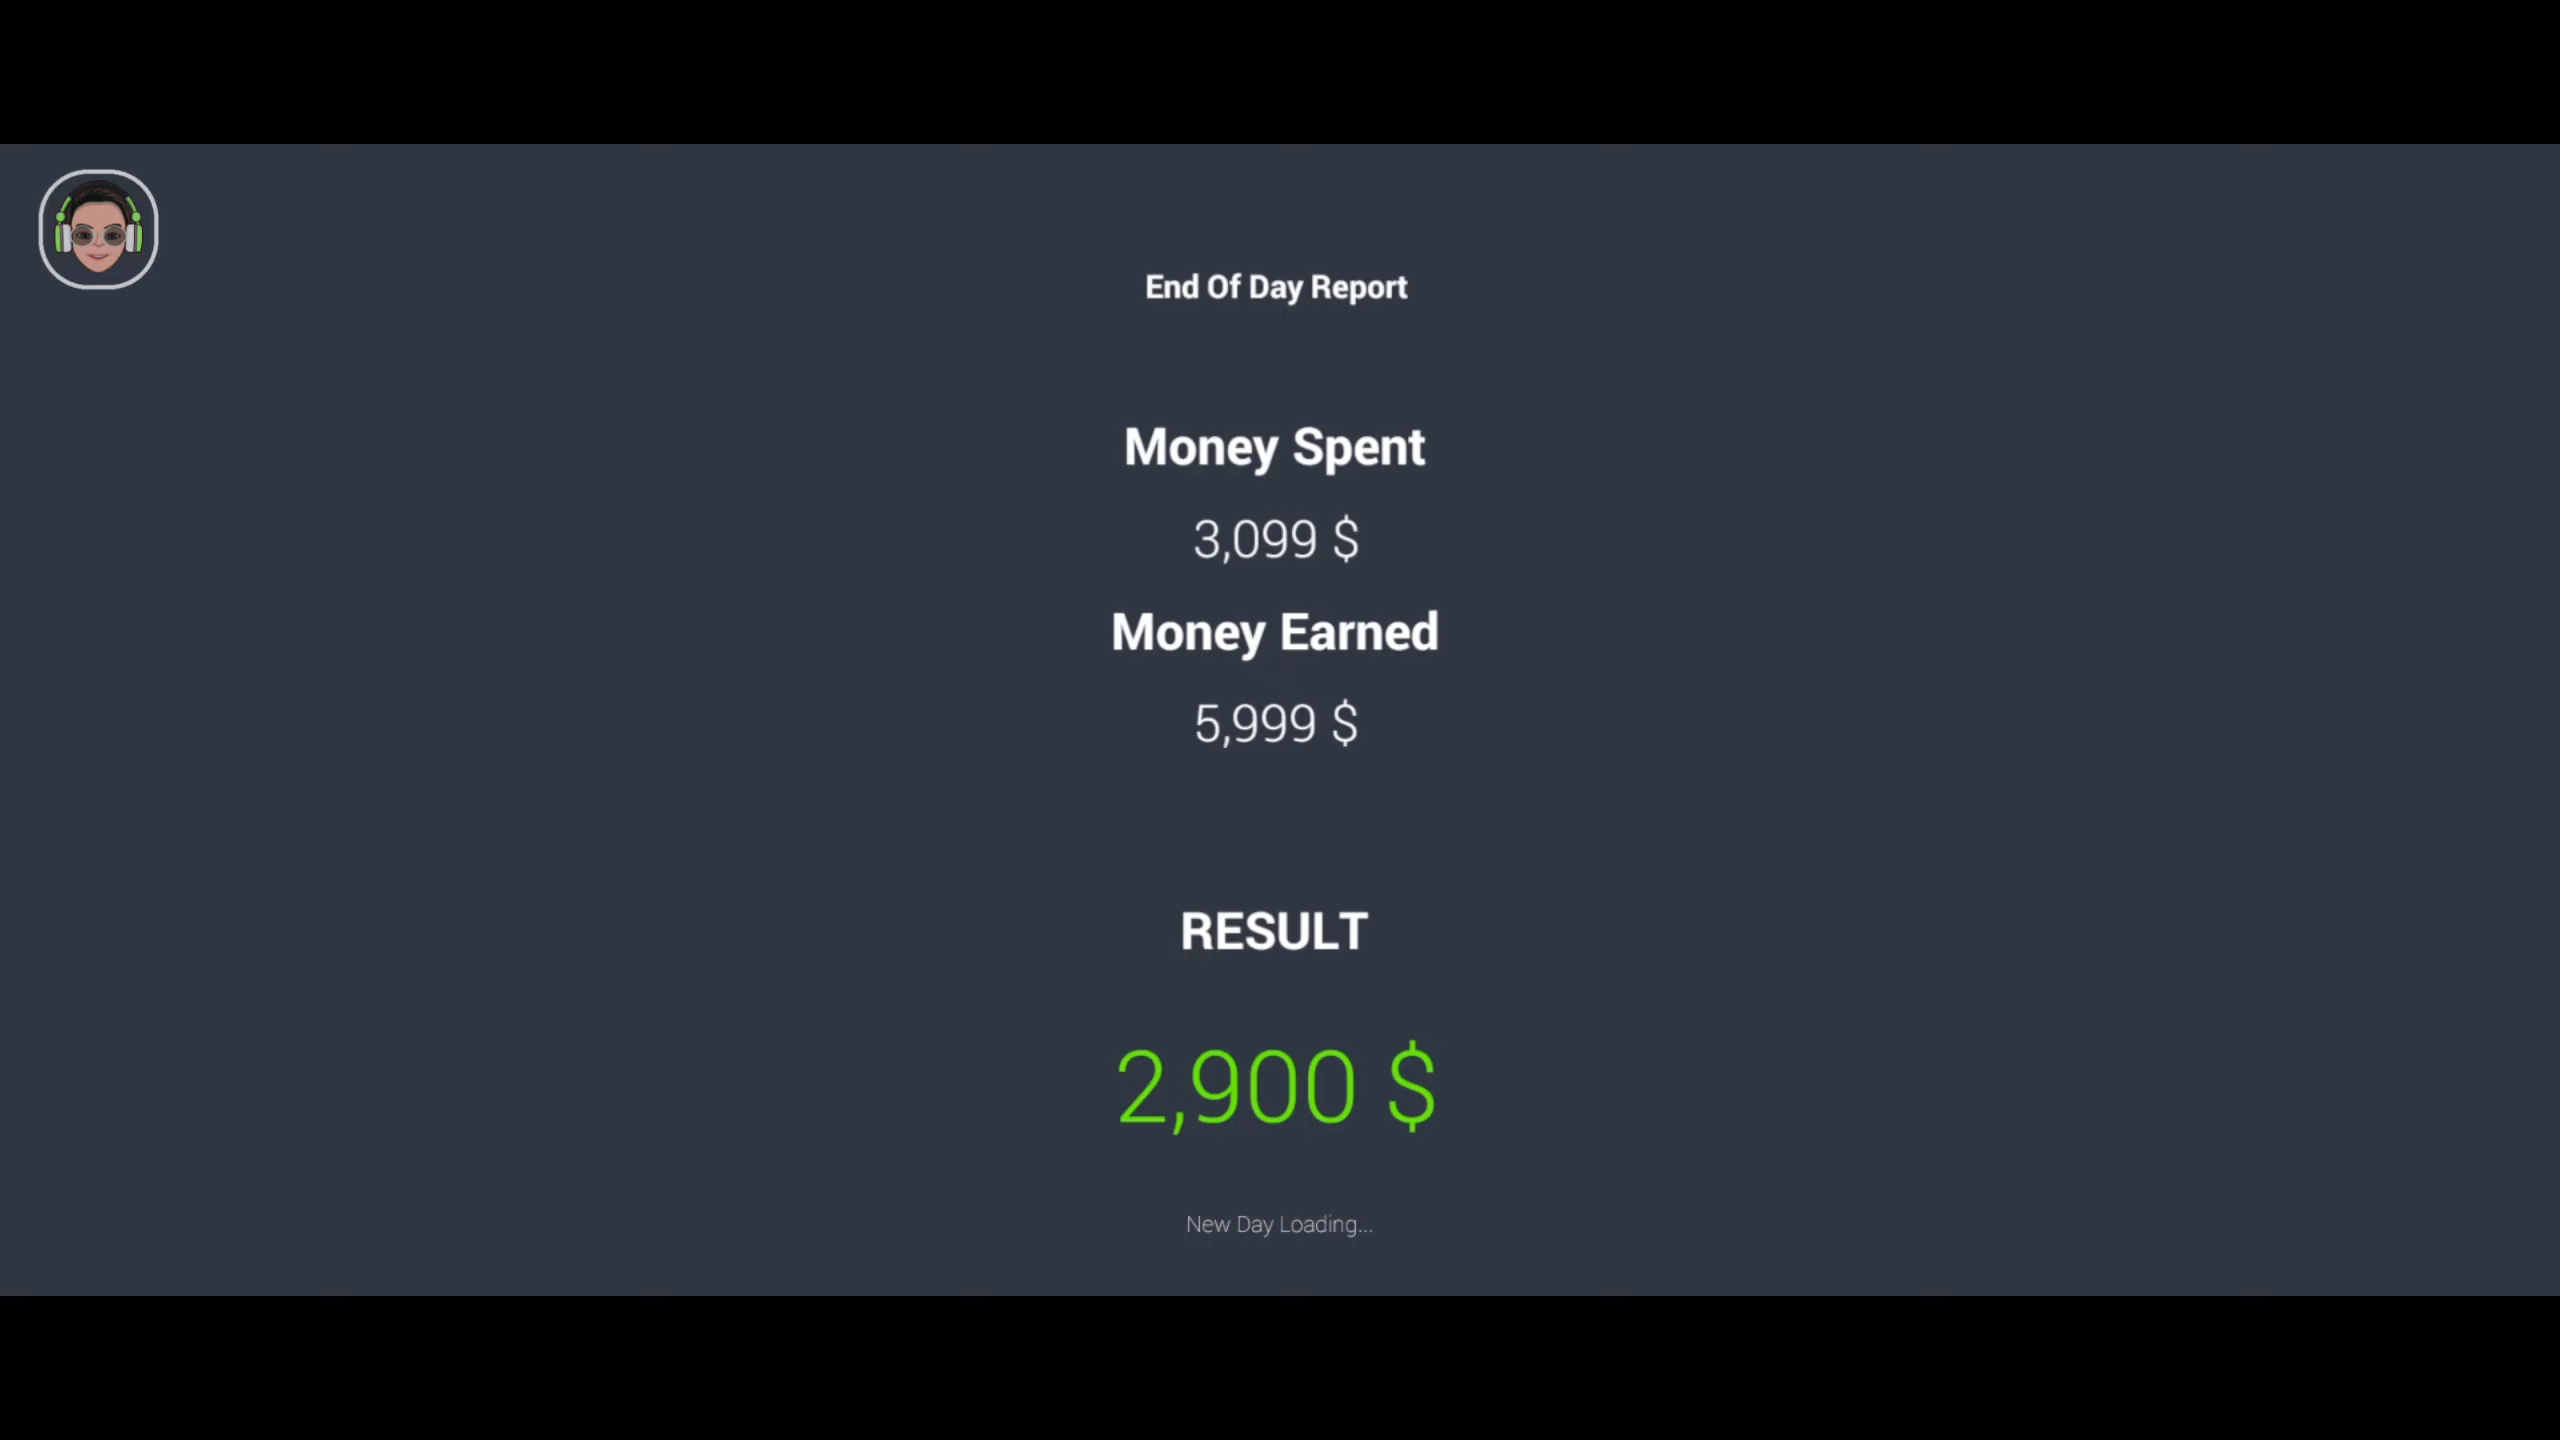 End Of Day Report
Money Spent
3,099 $
Money Earned
5,999 $
RESULT
2,900 $
New Day Loading...